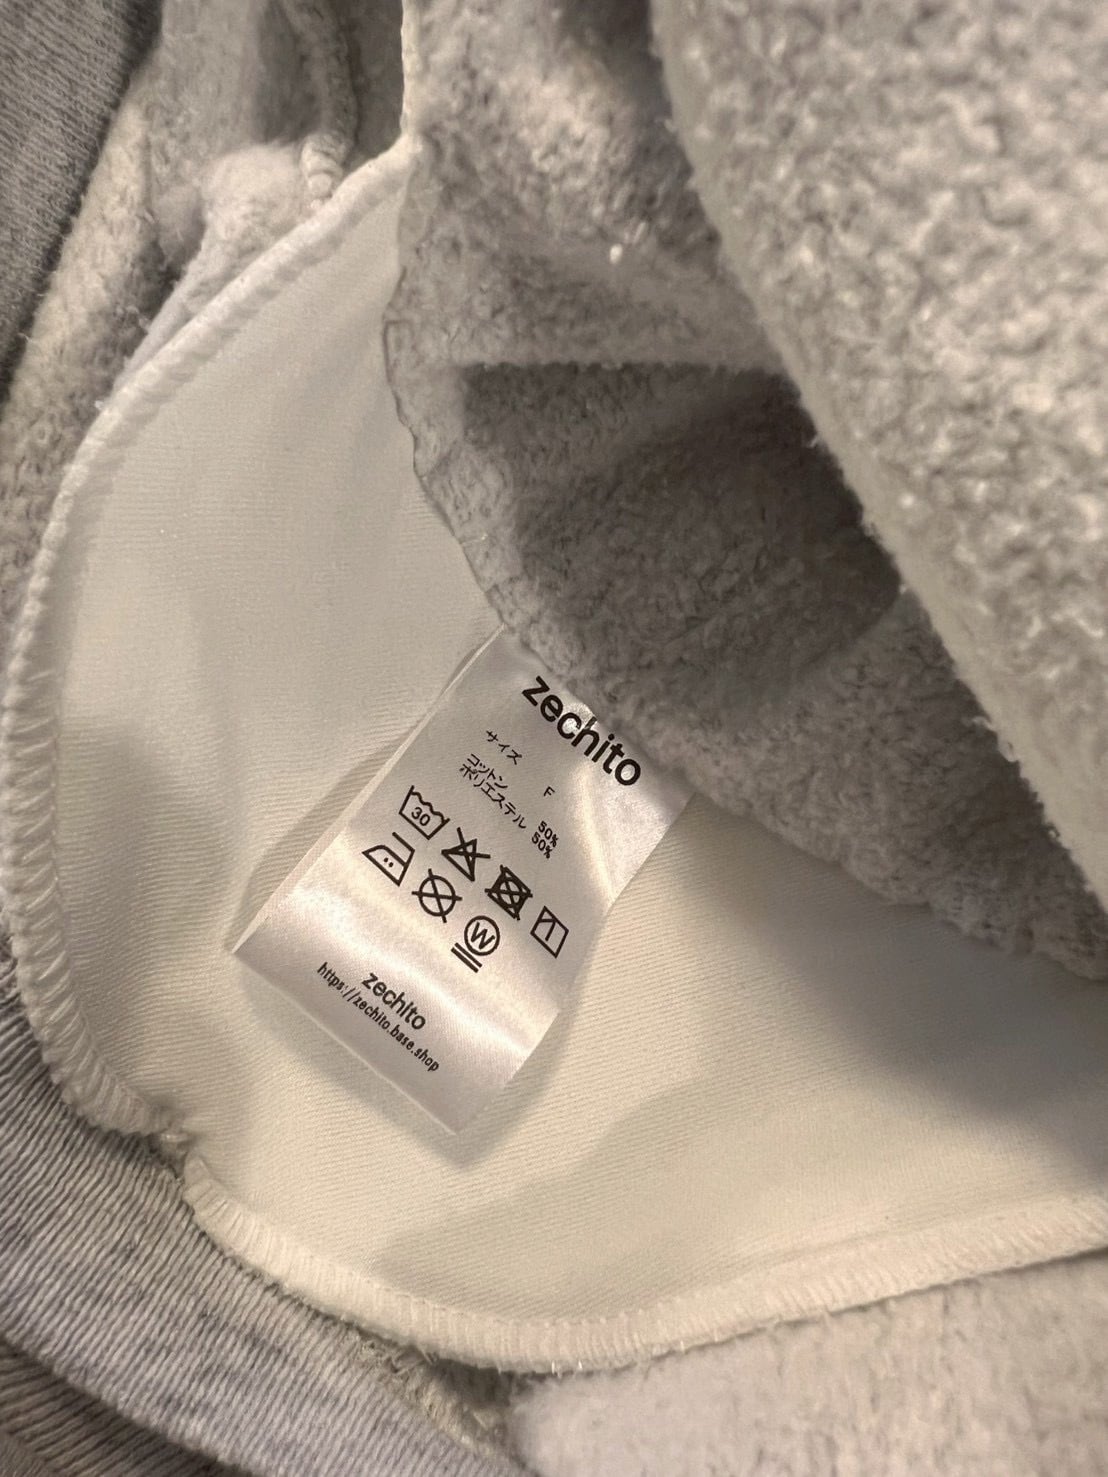 zechito
サイズ F
コットン 50%
ポリエステル 50%
30
W
zechito
https://zechito.base.shop